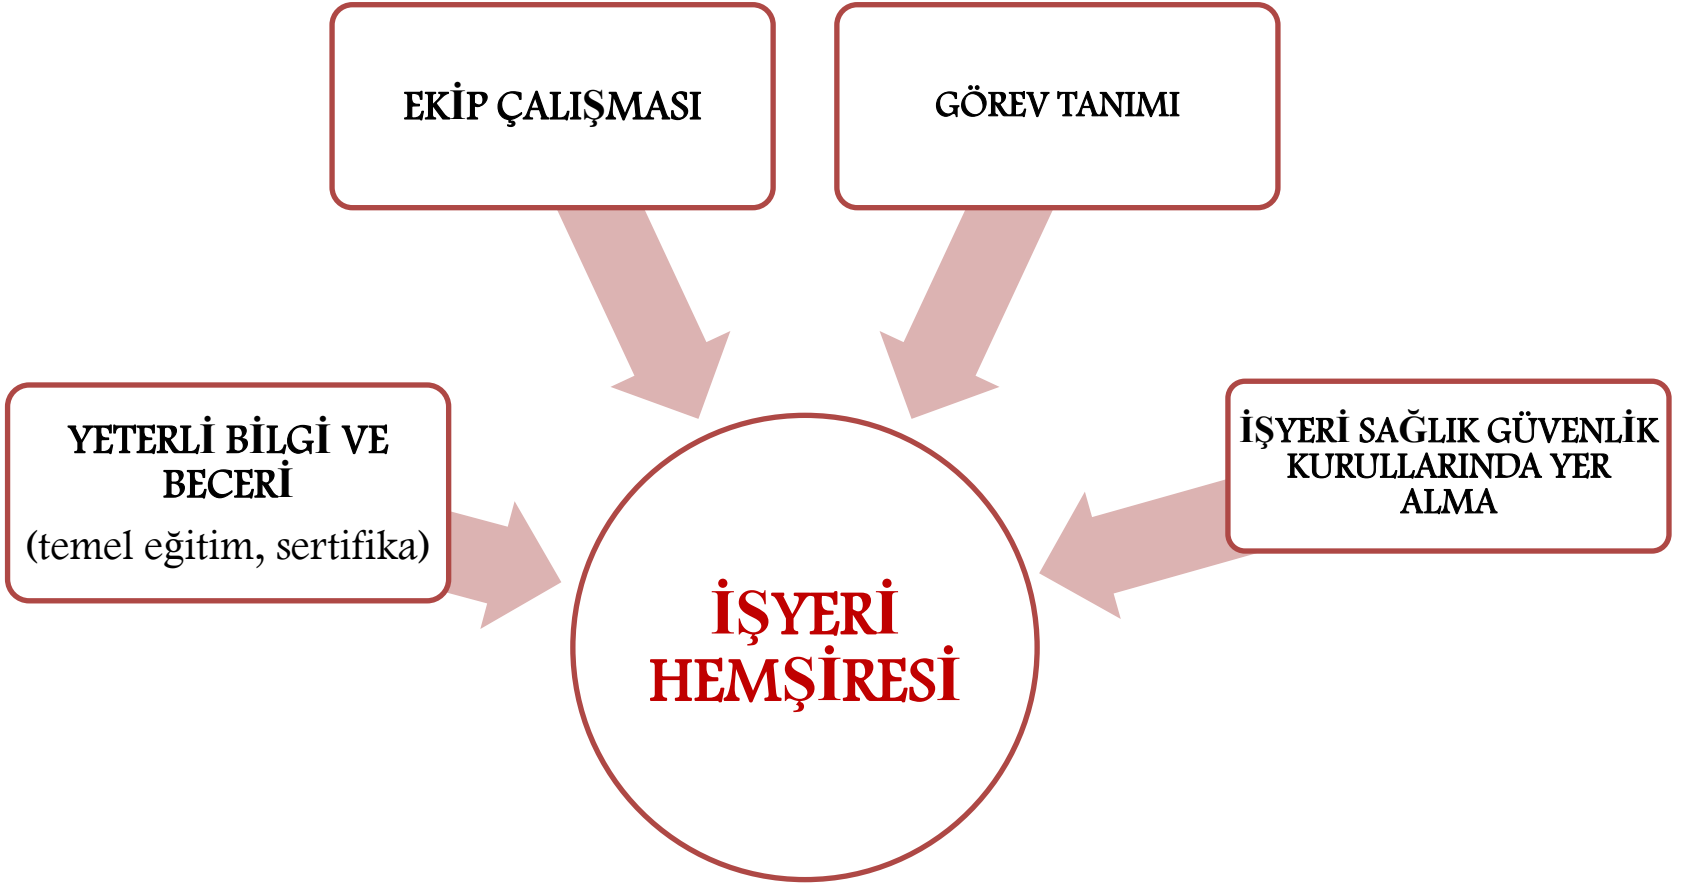 EKİP ÇALIŞMASI
GÖREV TANIMI
YETERLİ BİLGİ VE
BECERİ
(temel eğitim, sertifika)
İŞYERİ SAĞLIK GÜVENLİK
KURULLARINDA YER
ALMA
İŞYERİ
HEMŞİRESİ